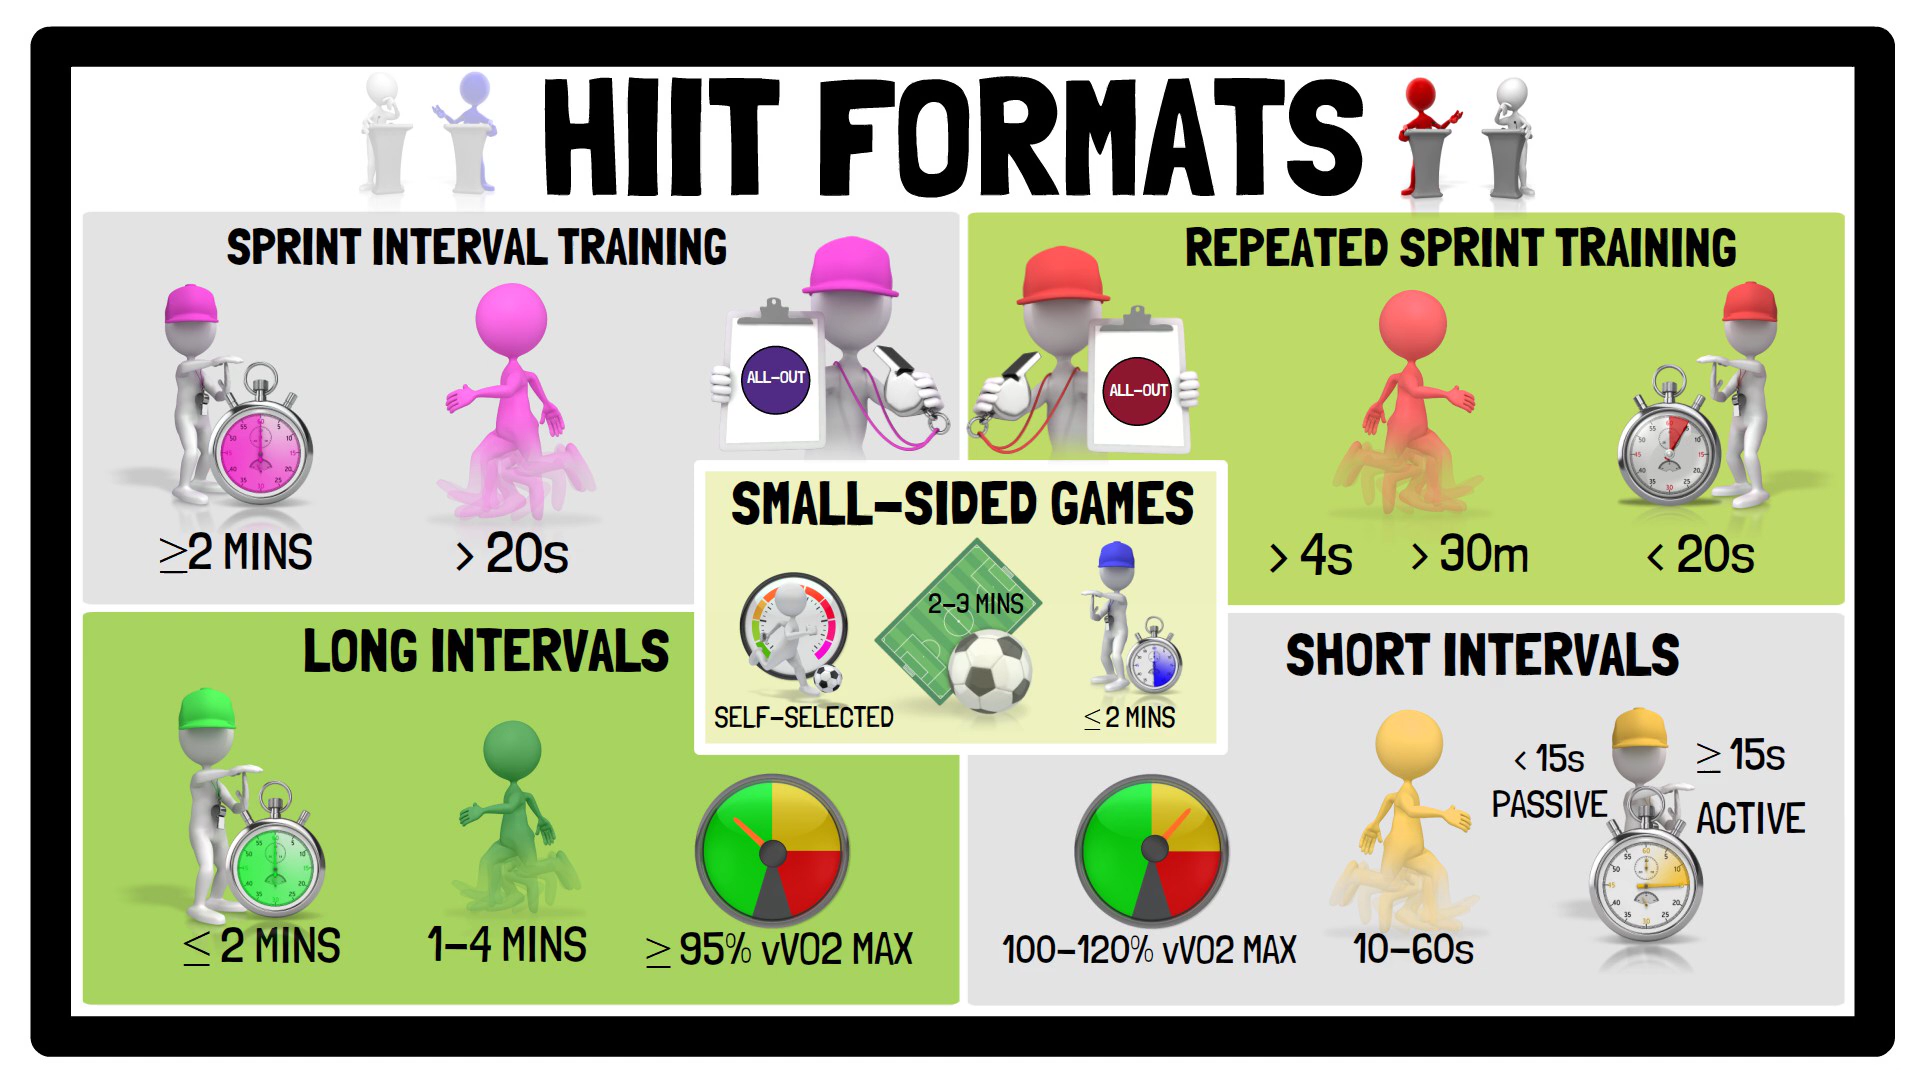 HIIT FORMATS
SPRINT INTERVAL TRAINING
ALL-OUT
≥2 MINS
> 20s
REPEATED SPRINT TRAINING
ALL-OUT
> 4s
> 30m
< 20s
SMALL-SIDED GAMES
2-3 MINS
SELF-SELECTED
≤ 2 MINS
LONG INTERVALS
≤ 2 MINS
1-4 MINS
≥ 95% vVO2 MAX
SHORT INTERVALS
< 15s
PASSIVE
≥ 15s
ACTIVE
100-120% vVO2 MAX
10-60s